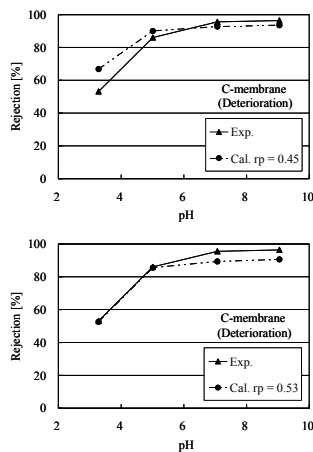 100
80
60
40
20
0
Rejection [%]
C-membrane
(Deterioration)
Exp.
Cal. rp = 0.45
2 4 6 8 10
pH
100
80
60
40
20
0
Rejection [%]
C-membrane
(Deterioration)
Exp.
Cal. rp = 0.53
2 4 6 8 10
pH